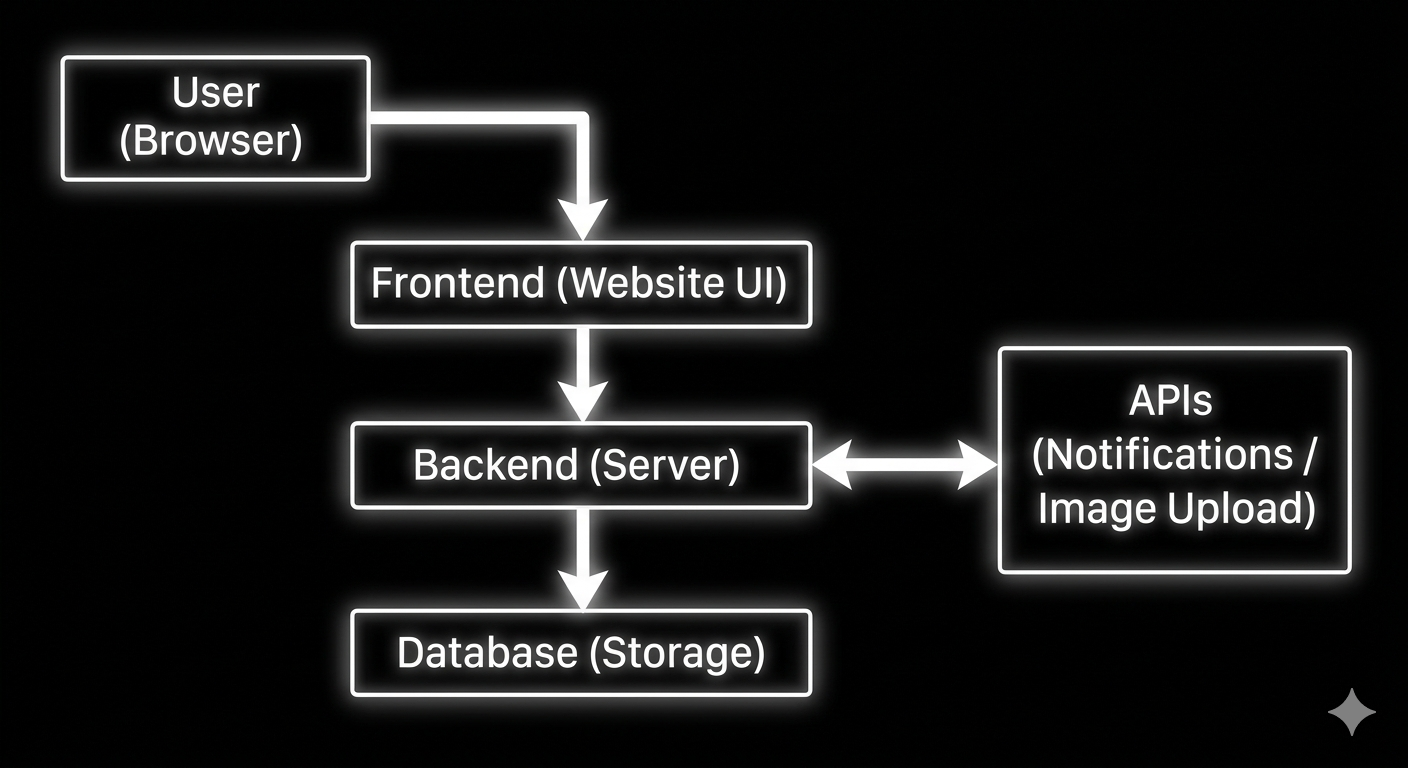 User
(Browser)
Frontend (Website UI)
Backend (Server)
APIs
(Notifications /
Image Upload)
Database (Storage)